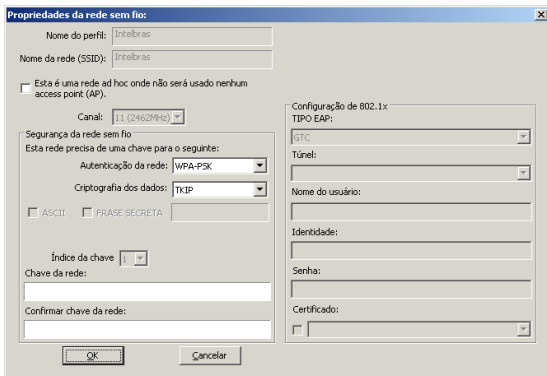 Propriedades da rede sem fio:
Nome do perfil: Intelbras
Nome da rede (SSID): Intelbras
Esta é uma rede ad hoc onde não será usado nenhum
access point (AP).
Canal: 11 (2462MHz)
Segurança da rede sem fio
Esta rede precisa de uma chave para o seguinte:
Autenticação da rede: WPA-PSK
Criptografia dos dados: TKIP
ASCII FRASE SECRETA
Índice da chave 1
Chave da rede:
Confirmar chave da rede:
OK Cancelar
Configuração de 802.1x
TIPO EAP:
GTC
Túnel:
Nome do usuário:
Identidade:
Senha:
Certificado: